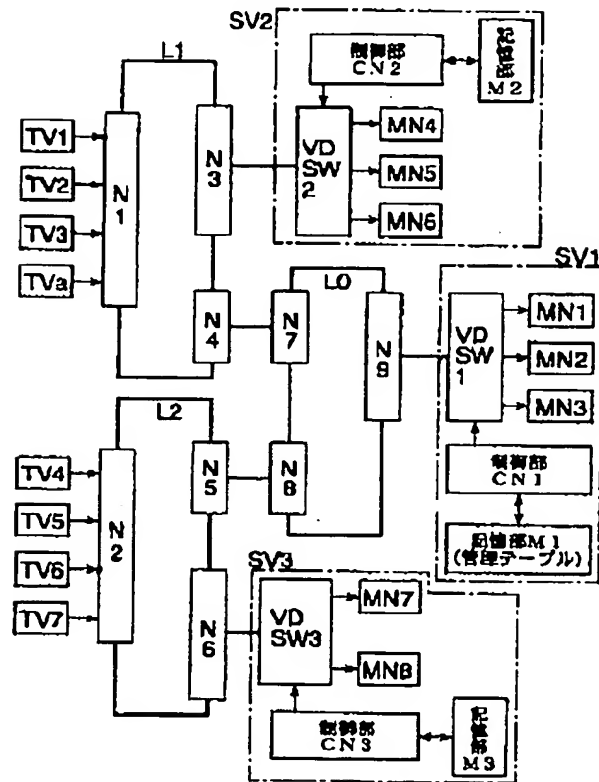 SV2
制御部
CN2
記憶部
M2
L1
TV1
TV2
TV3
TVa
N1
N3
VD
SW
2
MN4
MN5
MN6
N4
L0
N7
N9
SV1
VD
SW
1
MN1
MN2
MN3
制御部
CN1
記憶部M1
(管理テーブル)
L2
TV4
TV5
TV6
TV7
N2
N5
N8
N6
SV3
VD
SW3
MN7
MN8
制御部
CN3
記憶部
M3